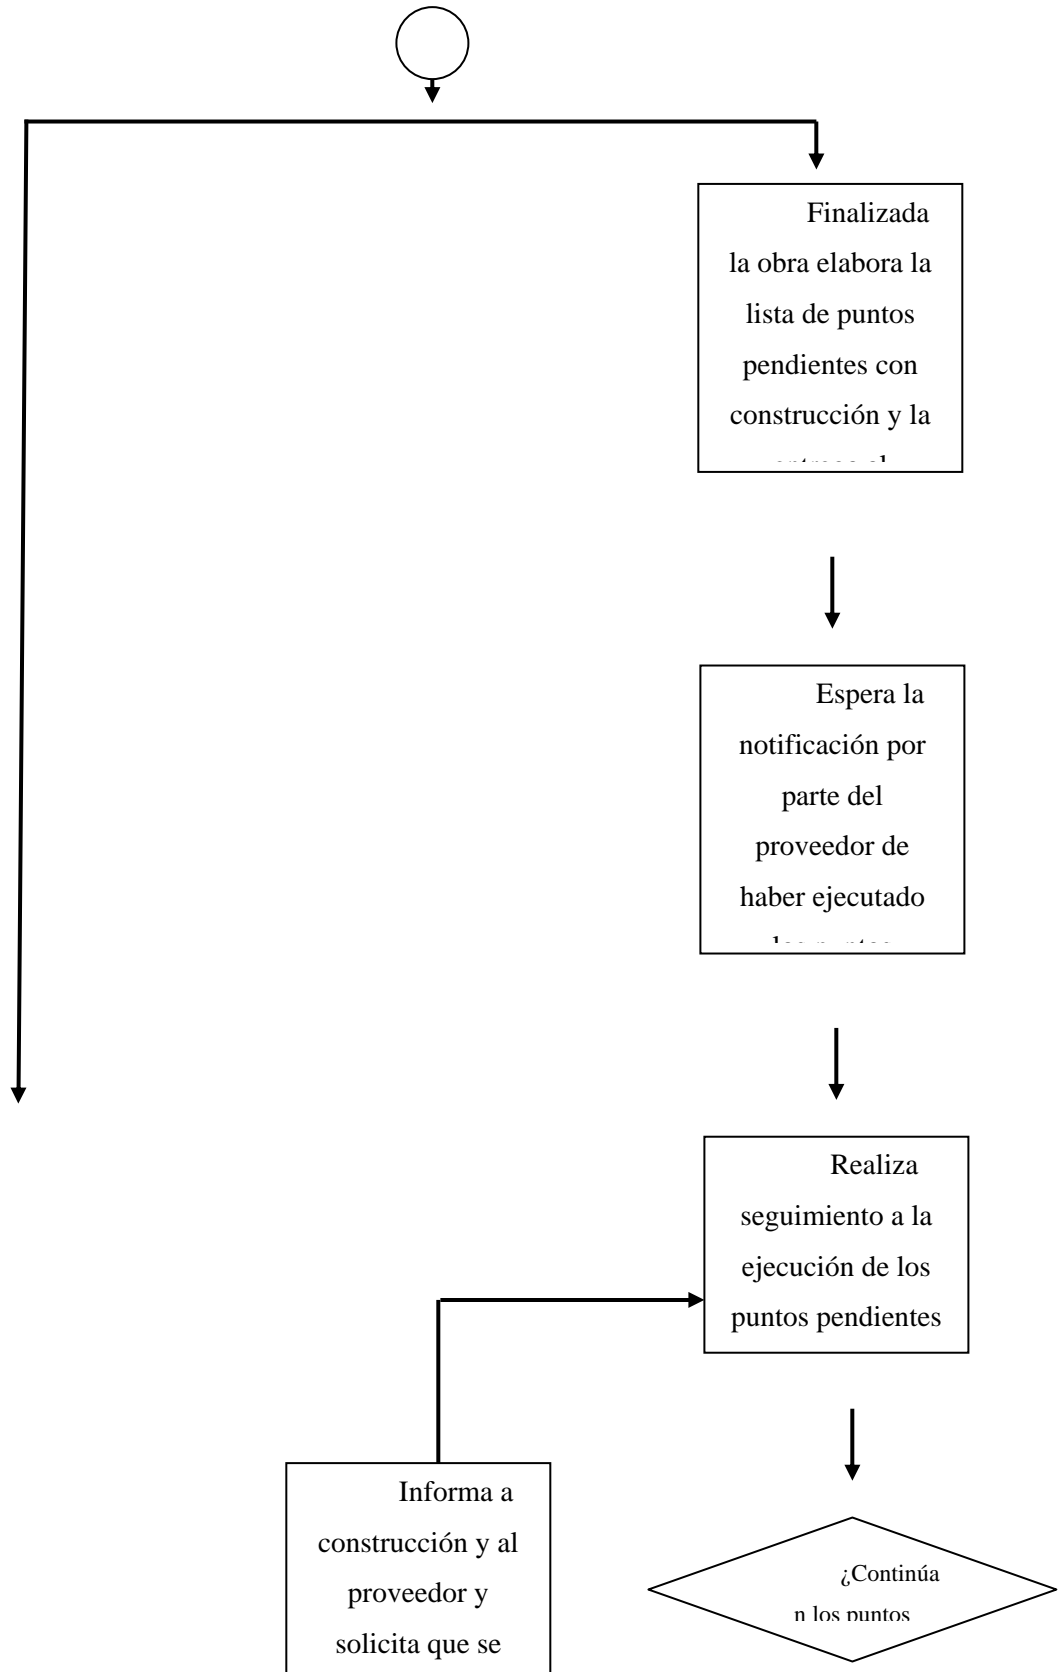 Finalizada
la obra elabora la
lista de puntos
pendientes con
construcción y la
Espera la
notificación por
parte del
proveedor de
haber ejecutado
Realiza
seguimiento a la
ejecución de los
puntos pendientes
Informa a
construcción y al
proveedor y
solicita que se
¿Continúa
n los puntos